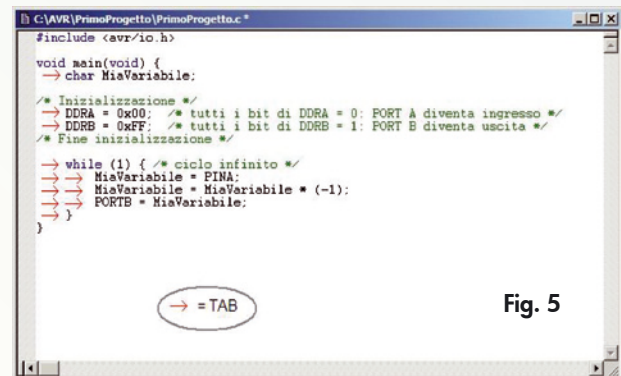 C:\AVR\PrimoProgetto\PrimoProgetto.c *
#include <avr/io.h>
void main(void) {
→ char MiaVariabile;
/* Inizializzazione */
→ DDRA = 0x00; /* tutti i bit di DDRA = 0: PORT A diventa ingresso */
→ DDRB = 0xFF; /* tutti i bit di DDRB = 1: PORT B diventa uscita */
/* Fine inizializzazione */
→ while (1) { /* ciclo infinito */
→ → MiaVariabile = PINA;
→ → MiaVariabile = MiaVariabile * (-1);
→ → PORTB = MiaVariabile;
→ }
}
→ = TAB
Fig. 5